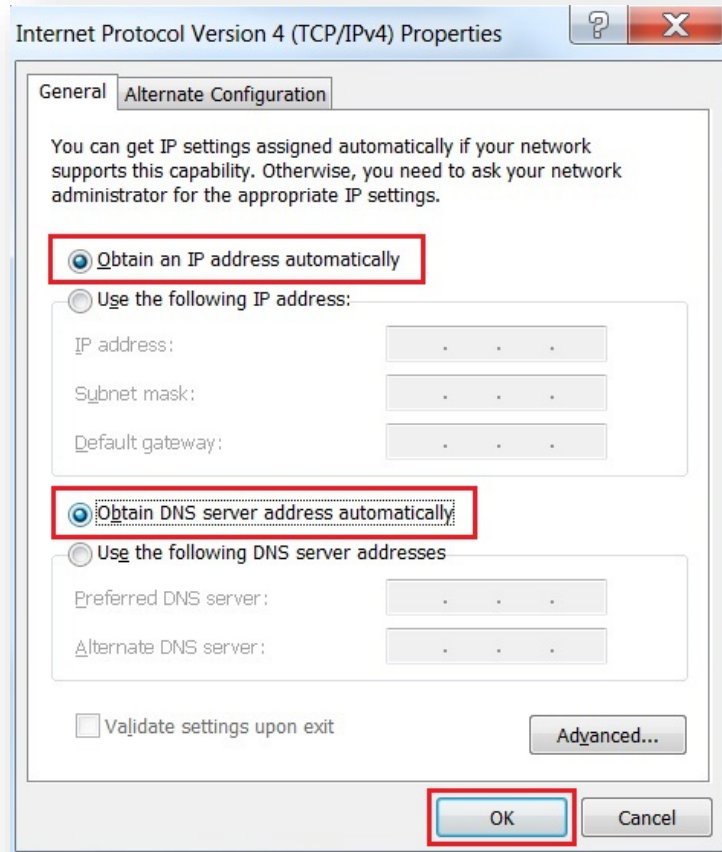 Internet Protocol Version 4 (TCP/IPv4) Properties
General
Alternate Configuration
You can get IP settings assigned automatically if your network
supports this capability. Otherwise, you need to ask your network
administrator for the appropriate IP settings.
Obtain an IP address automatically
Use the following IP address:
IP address:
Subnet mask:
Default gateway:
Obtain DNS server address automatically
Use the following DNS server addresses
Preferred DNS server:
Alternate DNS server:
Validate settings upon exit
Advanced...
OK
Cancel